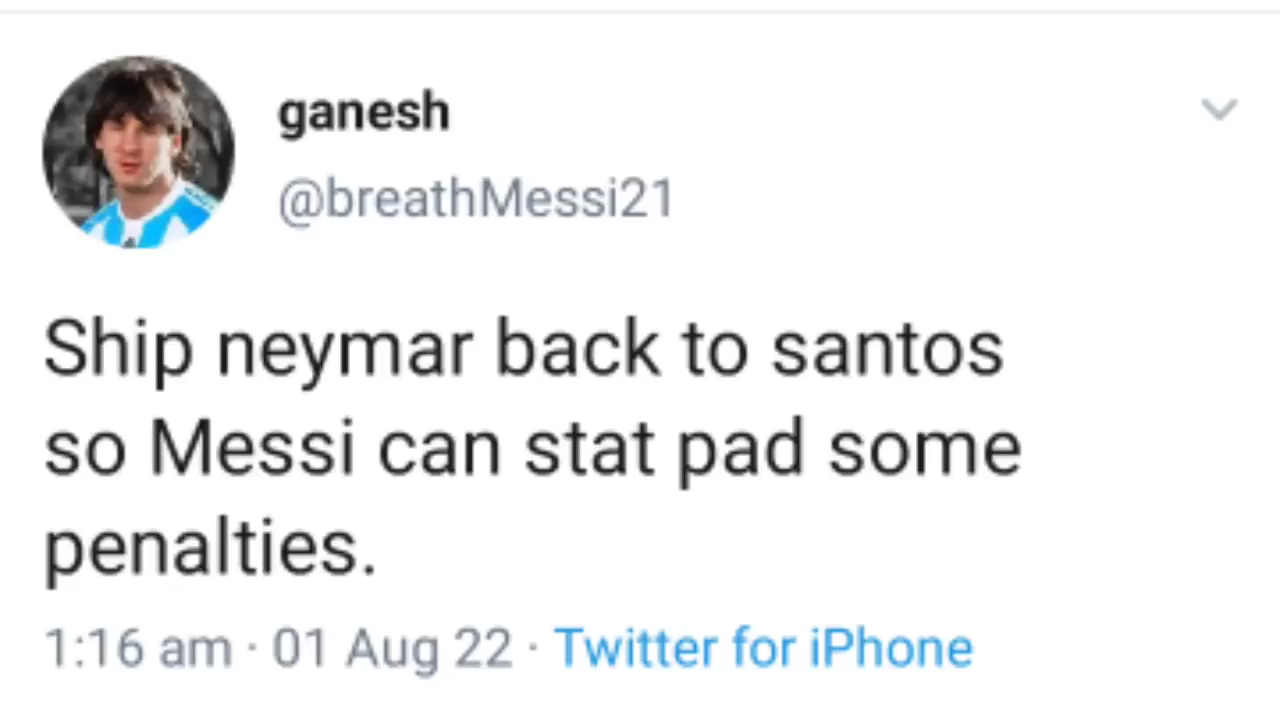 ganesh
@breathMessi21
Ship neymar back to santos
so Messi can stat pad some
penalties.
1:16 am · 01 Aug 22 · Twitter for iPhone